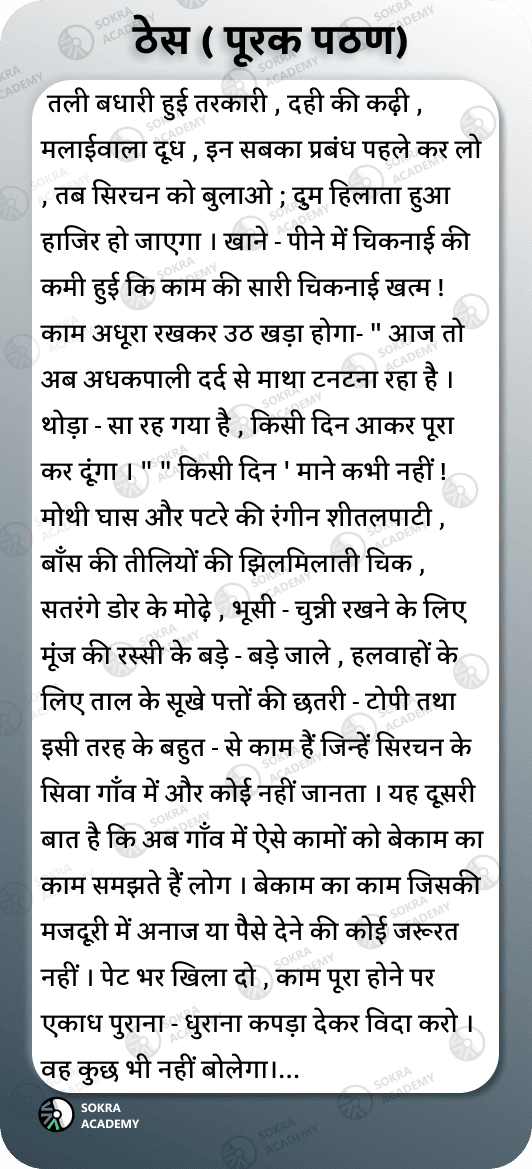 ठेस ( पूरक पठण)
तली बधारी हुई तरकारी , दही की कढ़ी ,
मलाईवाला दूध , इन सबका प्रबंध पहले कर लो
, तब सिरचन को बुलाओ ; दुम हिलाता हुआ
हाजिर हो जाएगा । खाने - पीने में चिकनाई की
कमी हुई कि काम की सारी चिकनाई खत्म !
काम अधूरा रखकर उठ खड़ा होगा- " आज तो
अब अधकपाली दर्द से माथा टनटना रहा है ।
थोड़ा - सा रह गया है , किसी दिन आकर पूरा
कर दूंगा । " " किसी दिन ' माने कभी नहीं !
मोथी घास और पटरे की रंगीन शीतलपाटी ,
बाँस की तीलियों की झिलमिलाती चिक ,
सतरंगे डोर के मोढ़े , भूसी - चुन्नी रखने के लिए
मूंज की रस्सी के बड़े - बड़े जाले , हलवाहों के
लिए ताल के सूखे पत्तों की छतरी - टोपी तथा
इसी तरह के बहुत - से काम हैं जिन्हें सिरचन के
सिवा गाँव में और कोई नहीं जानता । यह दूसरी
बात है कि अब गाँव में ऐसे कामों को बेकाम का
काम समझते हैं लोग । बेकाम का काम जिसकी
मजदूरी में अनाज या पैसे देने की कोई जरूरत
नहीं । पेट भर खिला दो , काम पूरा होने पर
एकाध पुराना - धुराना कपड़ा देकर विदा करो ।
वह कुछ भी नहीं बोलेगा।...
SOKRA
ACADEMY